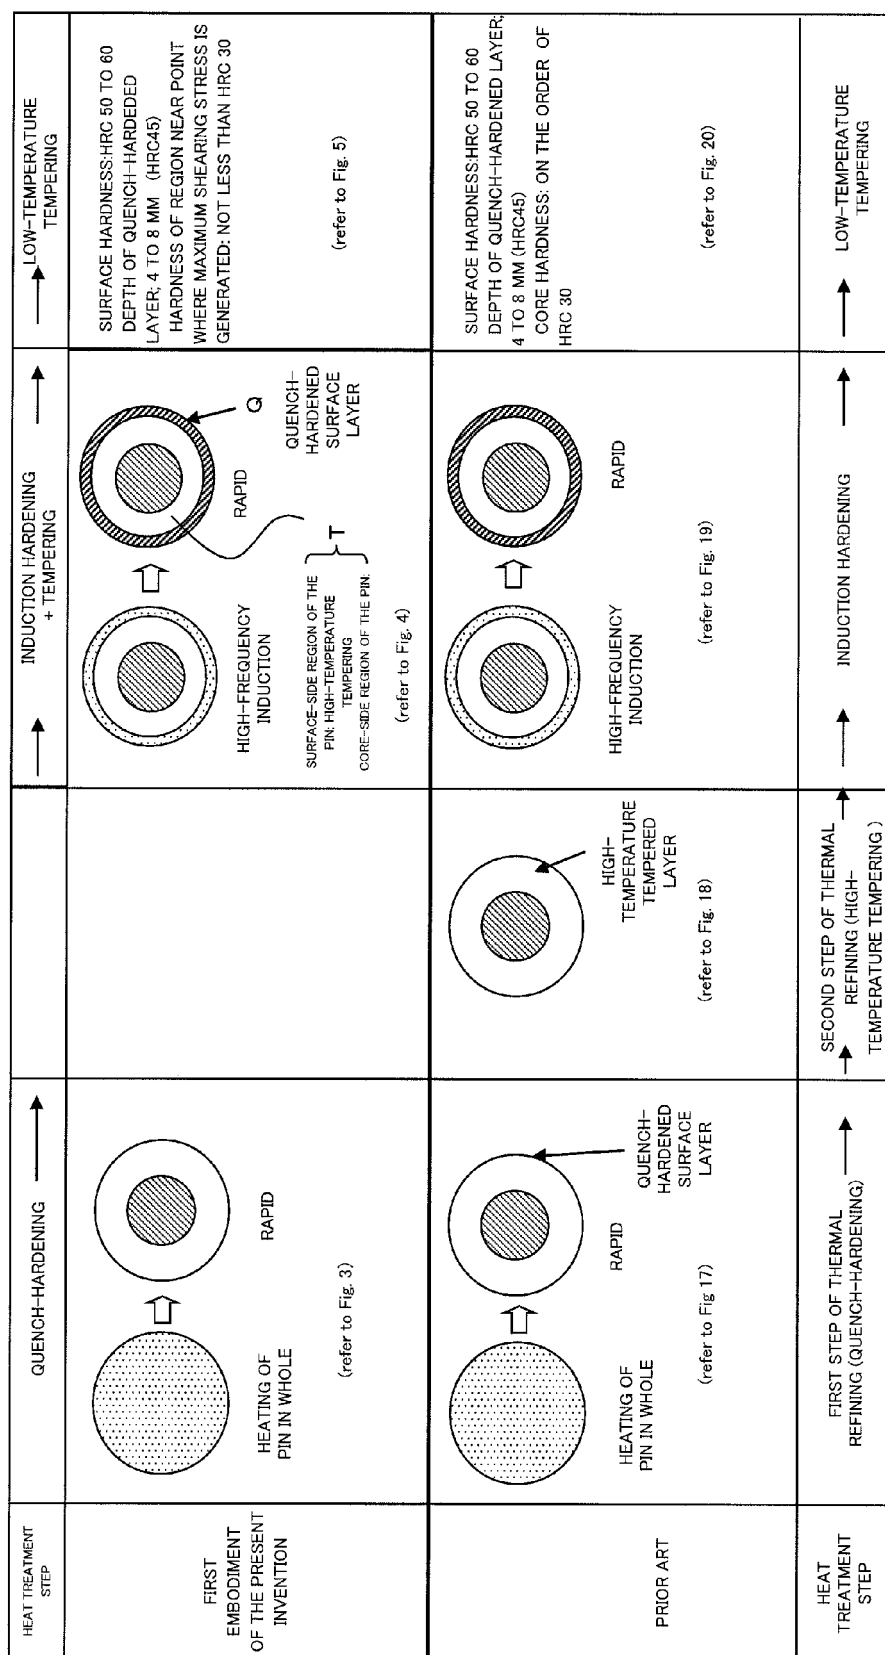 HEAT TREATMENT
STEP
QUENCH-HARDENING
INDUCTION HARDENING
+ TEMPERING
LOW-TEMPERATURE
TEMPERING
FIRST
EMBODIMENT
OF THE PRESENT
INVENTION
HEATING OF
PIN IN WHOLE
RAPID
(refer to Fig. 3)
HIGH-FREQUENCY
INDUCTION
RAPID
Q
QUENCH-
HARDENED
SURFACE
LAYER
SURFACE-SIDE REGION OF THE
PIN: HIGH-TEMPERATURE
TEMPERING
CORE-SIDE REGION OF THE PIN:
T
(refer to Fig. 4)
SURFACE HARDNESS:HRC 50 TO 60
DEPTH OF QUENCH-HARDEDED
LAYER; 4 TO 8 MM (HRC45)
HARDNESS OF REGION NEAR POINT
WHERE MAXIMUM SHEARING STRESS IS
GENERATED: NOT LESS THAN HRC 30
(refer to Fig. 5)
PRIOR ART
HEATING OF
PIN IN WHOLE
RAPID
QUENCH-
HARDENED
SURFACE
LAYER
(refer to Fig 17)
HIGH-
TEMPERATURE
TEMPERED
LAYER
(refer to Fig. 18)
HIGH-FREQUENCY
INDUCTION
RAPID
(refer to Fig. 19)
SURFACE HARDNESS:HRC 50 TO 60
DEPTH OF QUENCH-HARDENED LAYER;
4 TO 8 MM (HRC45)
CORE HARDNESS: ON THE ORDER OF
HRC 30
(refer to Fig. 20)
HEAT
TREATMENT
STEP
FIRST STEP OF THERMAL
REFINING (QUENCH-HARDENING)
SECOND STEP OF THERMAL
REFINING (HIGH-
TEMPERATURE TEMPERING )
INDUCTION HARDENING
LOW-TEMPERATURE
TEMPERING